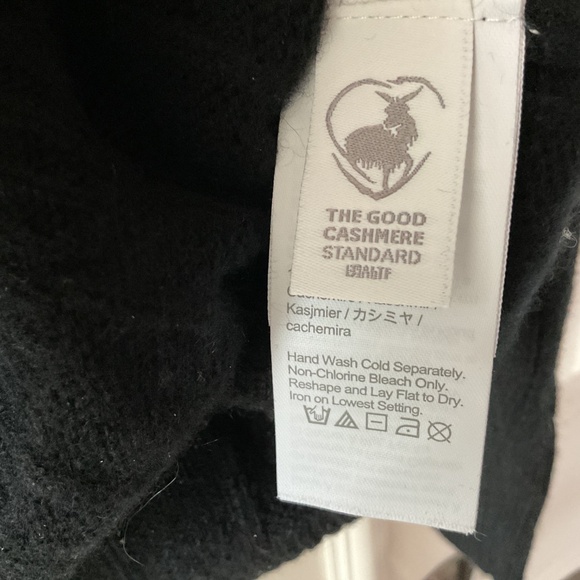 THE GOOD
CASHMERE
STANDARD
Kasjmier / カシミヤ /
cachemira
Hand Wash Cold Separately.
Non-Chlorine Bleach Only.
Reshape and Lay Flat to Dry.
Iron on Lowest Setting.